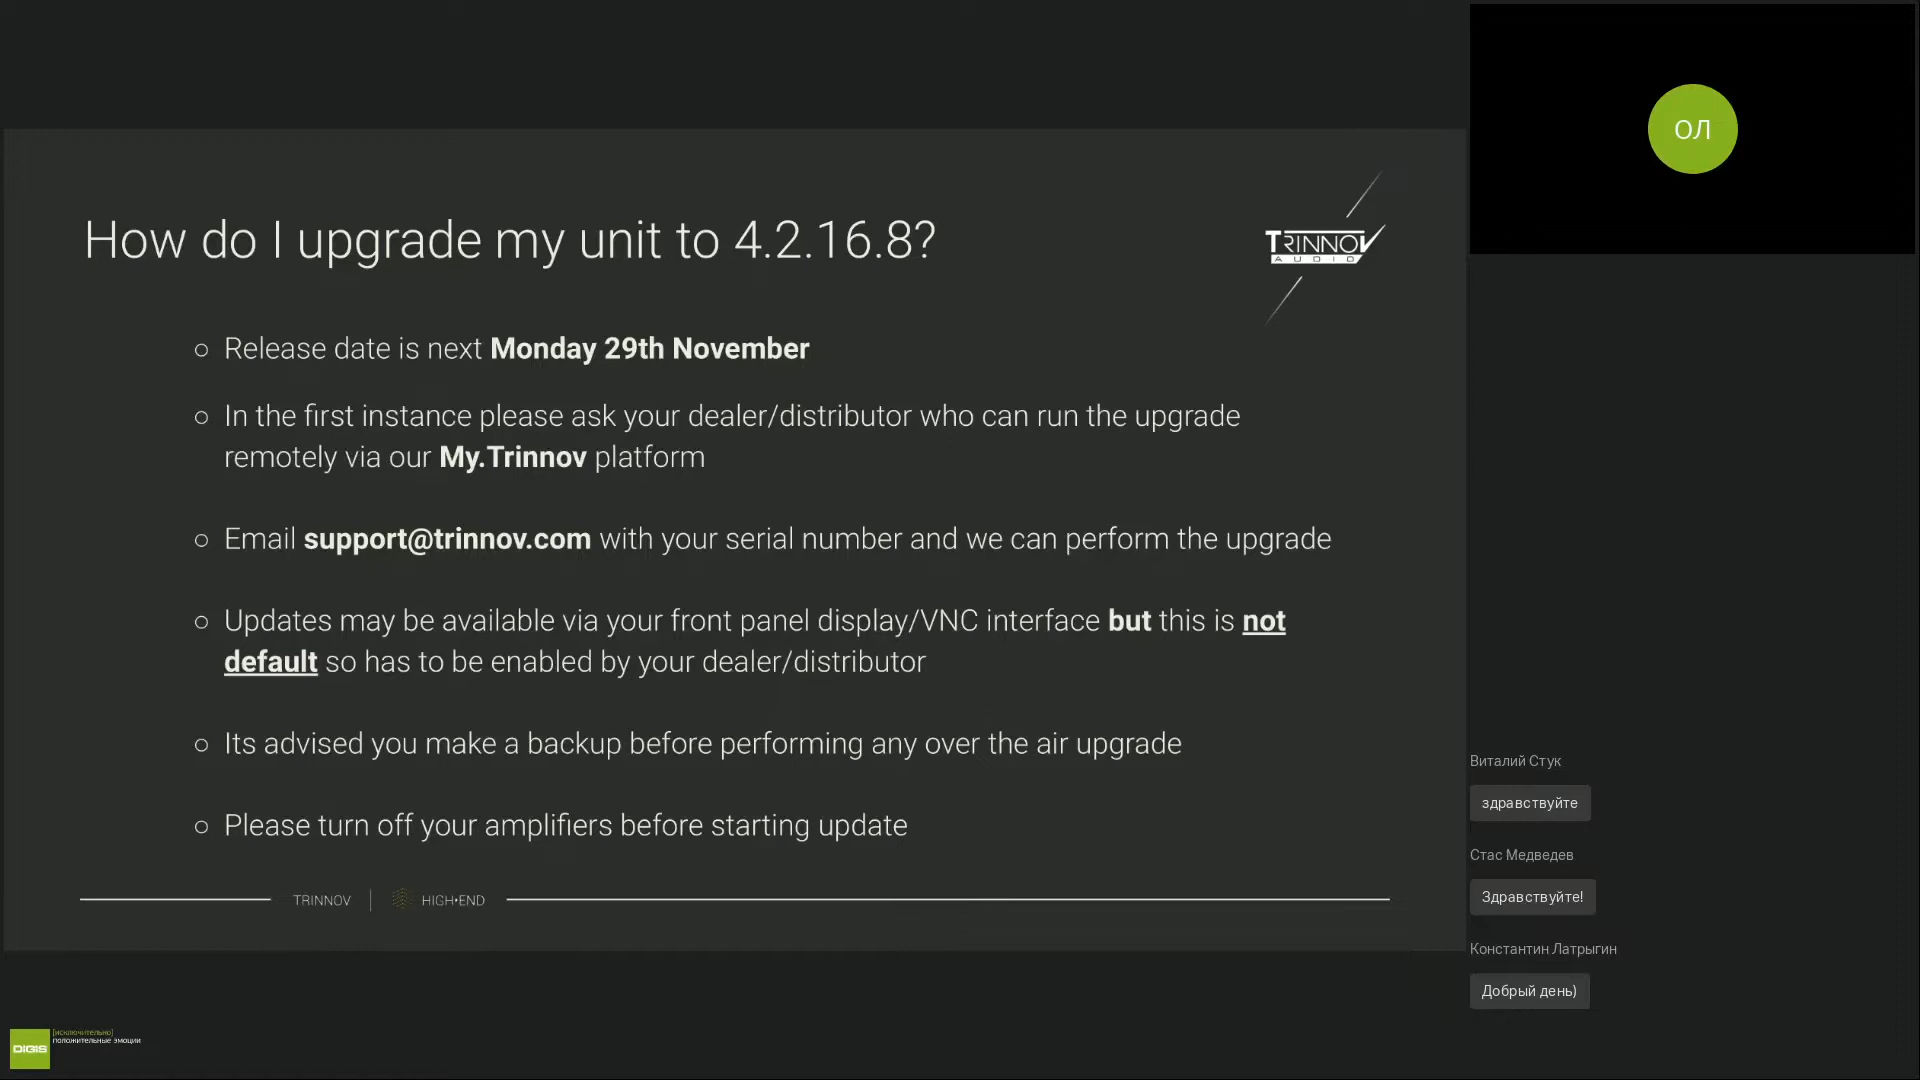 How do I upgrade my unit to 4.2.16.8?
TRINNOV
AUDIO
○ Release date is next Monday 29th November
○ In the first instance please ask your dealer/distributor who can run the upgrade
remotely via our My.Trinnov platform
○ Email support@trinnov.com with your serial number and we can perform the upgrade
○ Updates may be available via your front panel display/VNC interface but this is not
default so has to be enabled by your dealer/distributor
○ Its advised you make a backup before performing any over the air upgrade
○ Please turn off your amplifiers before starting update
TRINNOV | HIGH•END
ОЛ
Виталий Стук
здравствуйте
Стас Медведев
Здравствуйте!
Константин Латрыгин
Добрый день)
DIGIS
[исключительно]
положительные эмоции